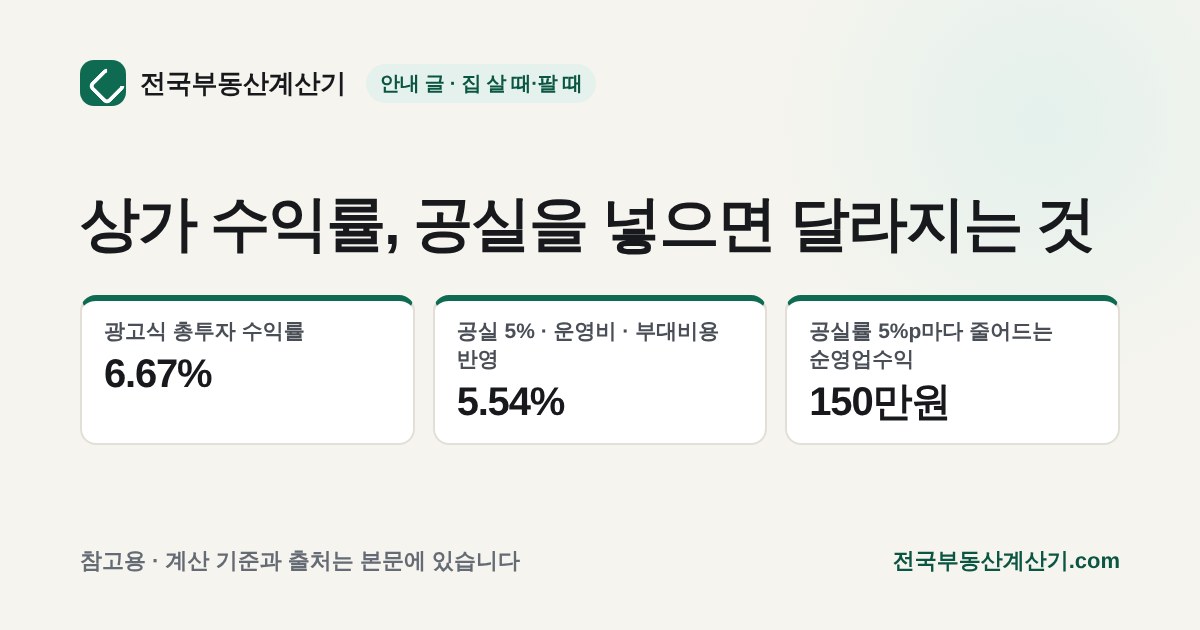 전국부동산계산기
안내 글 · 집 살 때·팔 때
상가 수익률, 공실을 넣으면 달라지는 것
광고식 총투자 수익률
6.67%
공실 5% · 운영비 · 부대비용
반영
5.54%
공실률 5%p마다 줄어드는
순영업수익
150만원
참고용 · 계산 기준과 출처는 본문에 있습니다
전국부동산계산기.com